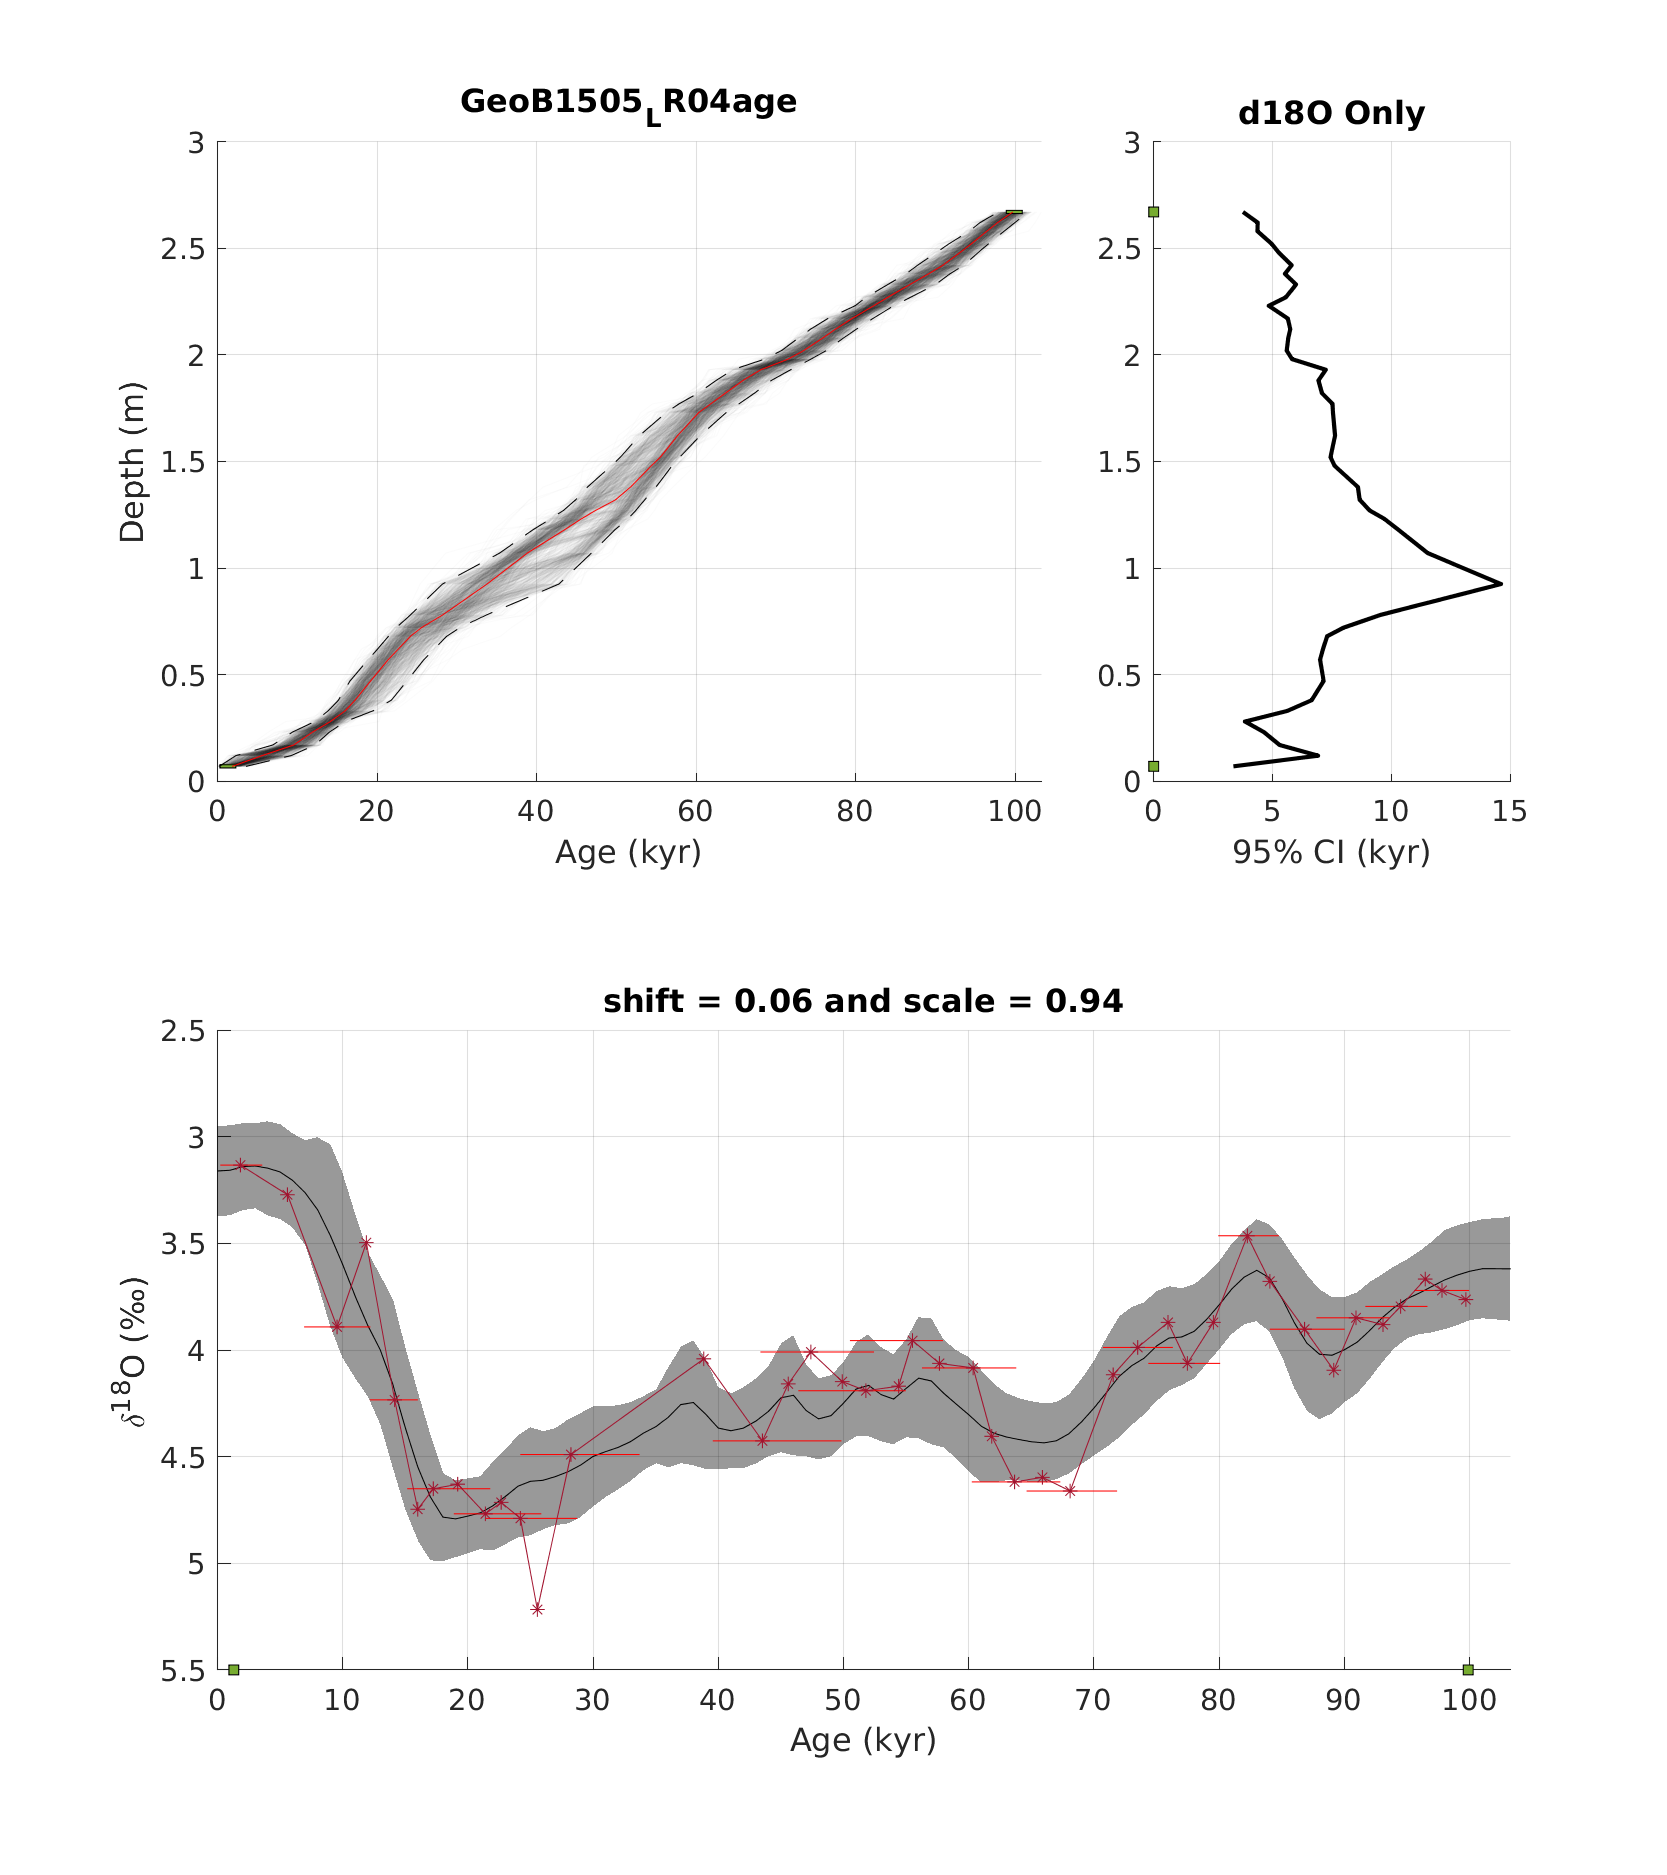 GeoB1505_LR04age
d18O Only
3
2.5
2
1.5
1
0.5
0
Depth (m)
0 20 40 60 80 100
Age (kyr)
3
2.5
2
1.5
1
0.5
0
0 5 10 15
95% CI (kyr)
shift = 0.06 and scale = 0.94
2.5
3
3.5
4
4.5
5
5.5
δ18O (‰)
0 10 20 30 40 50 60 70 80 90 100
Age (kyr)